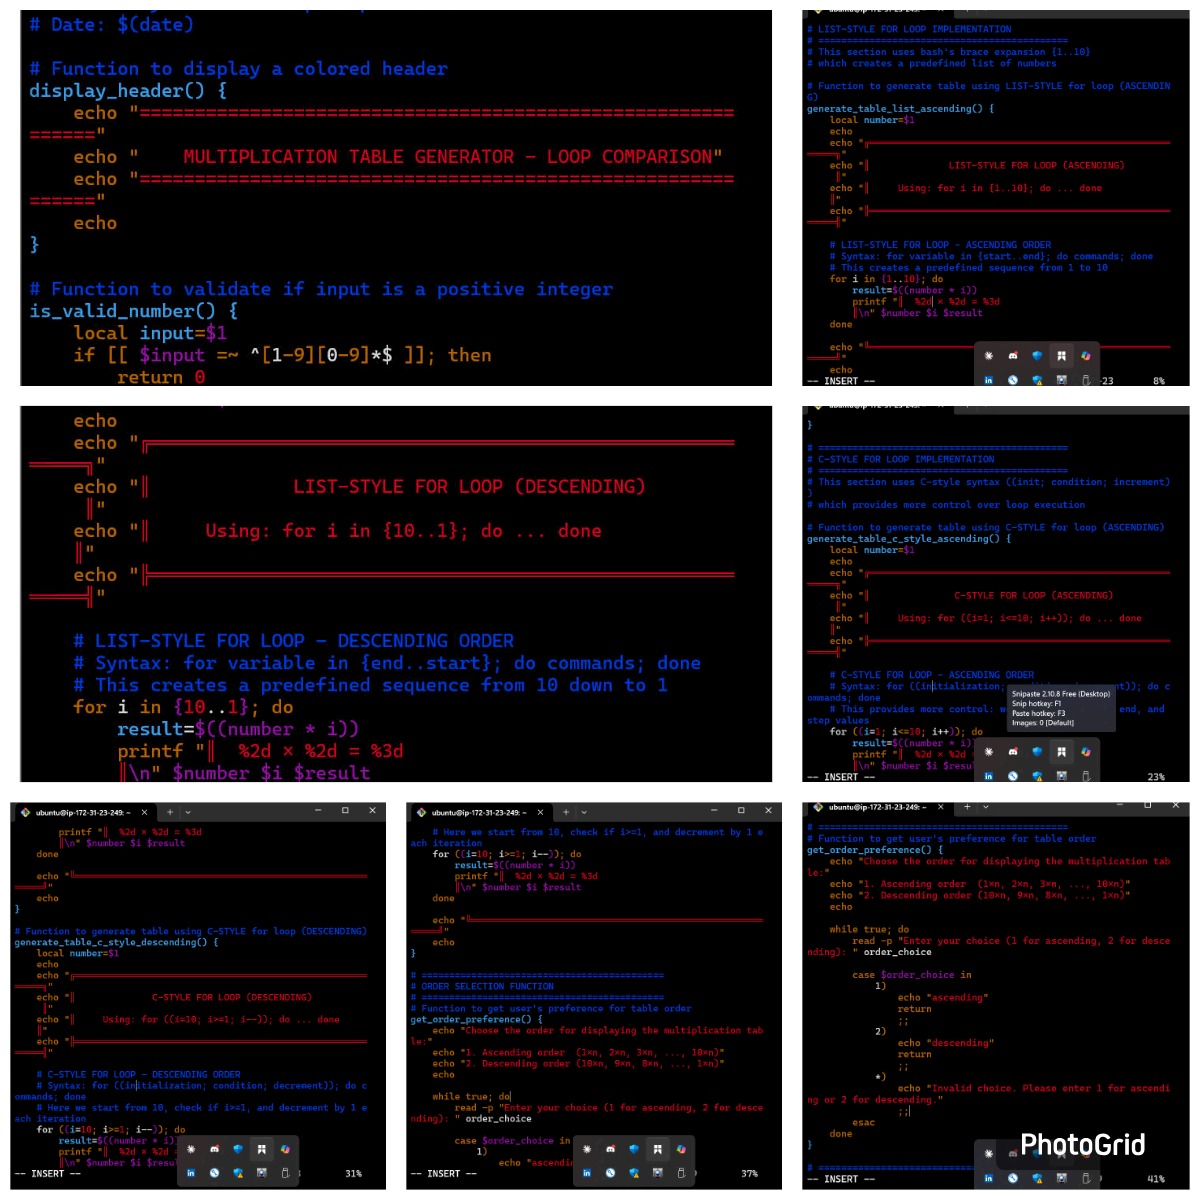 # Date: $(date)
# Function to display a colored header
display_header() {
echo "======================================================
======"
echo "    MULTIPLICATION TABLE GENERATOR - LOOP COMPARISON"
echo "======================================================
======"
echo
}
# Function to validate if input is a positive integer
is_valid_number() {
local input=$1
if [[ $input =~ ^[1-9][0-9]*$ ]]; then
return 0
# LIST-STYLE FOR LOOP IMPLEMENTATION
# ============================================
# This section uses bash's brace expansion {1..10}
# which creates a predefined list of numbers
# Function to generate table using LIST-STYLE for loop (ASCENDIN
G)
generate_table_list_ascending() {
local number=$1
echo
echo "╔══════════════════════════════════════════════════════
═════╗"
echo "║              LIST-STYLE FOR LOOP (ASCENDING)
║"
echo "║     Using: for i in {1..10}; do ... done
║"
echo "╠══════════════════════════════════════════════════════
═════╣"
# LIST-STYLE FOR LOOP - ASCENDING ORDER
# Syntax: for variable in {start..end}; do commands; done
# This creates a predefined sequence from 1 to 10
for i in {1..10}; do
result=$((number * i))
printf "║  %2d × %2d = %3d
║\n" $number $i $result
done
echo "╚══════════════════════════════════════════════════════
═════╝"
echo
-- INSERT --
-23
8%
echo
echo "╔══════════════════════════════════════════════════════
═════╗"
echo "║             LIST-STYLE FOR LOOP (DESCENDING)
║"
echo "║     Using: for i in {10..1}; do ... done
║"
echo "╠══════════════════════════════════════════════════════
═════╣"
# LIST-STYLE FOR LOOP - DESCENDING ORDER
# Syntax: for variable in {end..start}; do commands; done
# This creates a predefined sequence from 10 down to 1
for i in {10..1}; do
result=$((number * i))
printf "║  %2d × %2d = %3d
║\n" $number $i $result
ubuntu@ip-172-31-23-249: ~
}
# ============================================
# C-STYLE FOR LOOP IMPLEMENTATION
# ============================================
# This section uses C-style syntax ((init; condition; increment)
)
# which provides more control over loop execution
# Function to generate table using C-STYLE for loop (ASCENDING)
generate_table_c_style_ascending() {
local number=$1
echo
echo "╔══════════════════════════════════════════════════════
═════╗"
echo "║               C-STYLE FOR LOOP (ASCENDING)
║"
echo "║     Using: for ((i=1; i<=10; i++)); do ... done
║"
echo "╠══════════════════════════════════════════════════════
═════╣"
# C-STYLE FOR LOOP - ASCENDING ORDER
# Syntax: for ((initialization; ment)); do c
ommands; done
# This provides more control: end, and
step values
for ((i=1; i<=10; i++)); do
result=$((number * i)
printf "║  %2d × %2d =
║\n" $number $i $resu
Snipaste 2.10.8 Free (Desktop)
Snip hotkey: F1
Paste hotkey: F3
Images: 0 [Default]
-- INSERT --
23%
ubuntu@ip-172-31-23-249: ~
printf "║  %2d × %2d = %3d
║\n" $number $i $result
done
echo "╚══════════════════════════════════════════════════════
═════╝"
echo
}
# Function to generate table using C-STYLE for loop (DESCENDING)
generate_table_c_style_descending() {
local number=$1
echo
echo "╔══════════════════════════════════════════════════════
═════╗"
echo "║              C-STYLE FOR LOOP (DESCENDING)
║"
echo "║     Using: for ((i=10; i>=1; i--)); do ... done
║"
echo "╠══════════════════════════════════════════════════════
═════╣"
# C-STYLE FOR LOOP - DESCENDING ORDER
# Syntax: for ((initialization; condition; decrement)); do c
ommands; done
# Here we start from 10, check if i>=1, and decrement by 1 e
ach iteration
for ((i=10; i>=1; i--)); do
result=$((number * i)
printf "║  %2d × %2d =
║\n" $number $i $resu
-- INSERT --
31%
ubuntu@ip-172-31-23-249: ~
# Here we start from 10, check if i>=1, and decrement by 1 e
ach iteration
for ((i=10; i>=1; i--)); do
result=$((number * i))
printf "║  %2d × %2d = %3d
║\n" $number $i $result
done
echo "╚══════════════════════════════════════════════════════
═════╝"
echo
}
# ============================================
# ORDER SELECTION FUNCTION
# ============================================
# Function to get user's preference for table order
get_order_preference() {
echo "Choose the order for displaying the multiplication tab
le:"
echo "1. Ascending order  (1×n, 2×n, 3×n, ..., 10×n)"
echo "2. Descending order (10×n, 9×n, 8×n, ..., 1×n)"
echo
while true; do
read -p "Enter your choice (1 for ascending, 2 for desce
nding): " order_choice
case $order_choice in
1)
echo "ascendin
-- INSERT --
37%
ubuntu@ip-172-31-23-249: ~
# ============================================
# Function to get user's preference for table order
get_order_preference() {
echo "Choose the order for displaying the multiplication tab
le:"
echo "1. Ascending order  (1×n, 2×n, 3×n, ..., 10×n)"
echo "2. Descending order (10×n, 9×n, 8×n, ..., 1×n)"
echo
while true; do
read -p "Enter your choice (1 for ascending, 2 for desce
nding): " order_choice
case $order_choice in
1)
echo "ascending"
return
;;
2)
echo "descending"
return
;;
*)
echo "Invalid choice. Please enter 1 for ascendi
ng or 2 for descending."
;;
esac
done
}
# ======================
-- INSERT --
41%
PhotoGrid